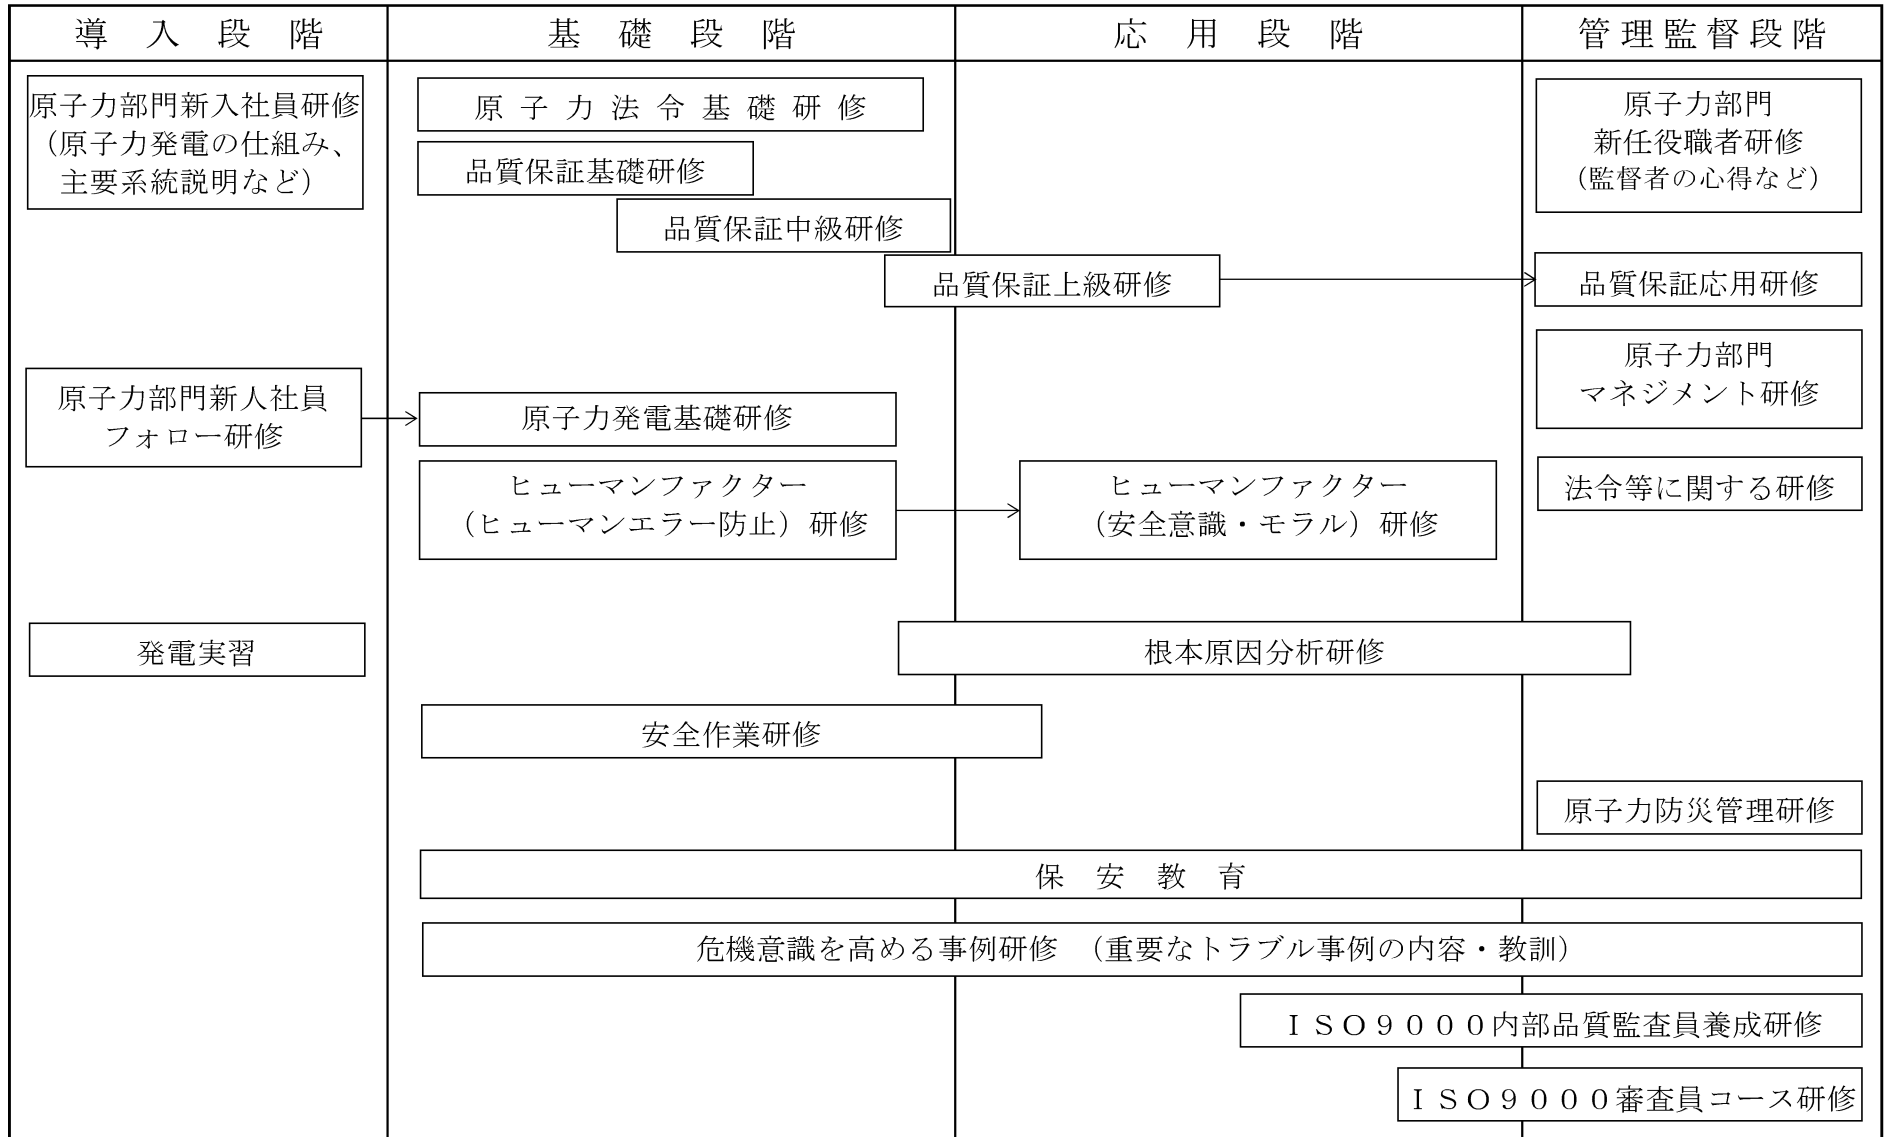 導入段階
基礎段階
応用段階
管理監督段階
原子力部門新入社員研修
（原子力発電の仕組み、
主要系統説明など）
原子力法令基礎研修
原子力部門
新任役職者研修
（監督者の心得など）
品質保証基礎研修
品質保証中級研修
品質保証上級研修
品質保証応用研修
原子力部門
マネジメント研修
原子力部門新人社員
フォロー研修
原子力発電基礎研修
ヒューマンファクター
（ヒューマンエラー防止）研修
ヒューマンファクター
（安全意識・モラル）研修
法令等に関する研修
発電実習
根本原因分析研修
安全作業研修
原子力防災管理研修
保安教育
危機意識を高める事例研修　（重要なトラブル事例の内容・教訓）
ＩＳＯ９０００内部品質監査員養成研修
ＩＳＯ９０００審査員コース研修